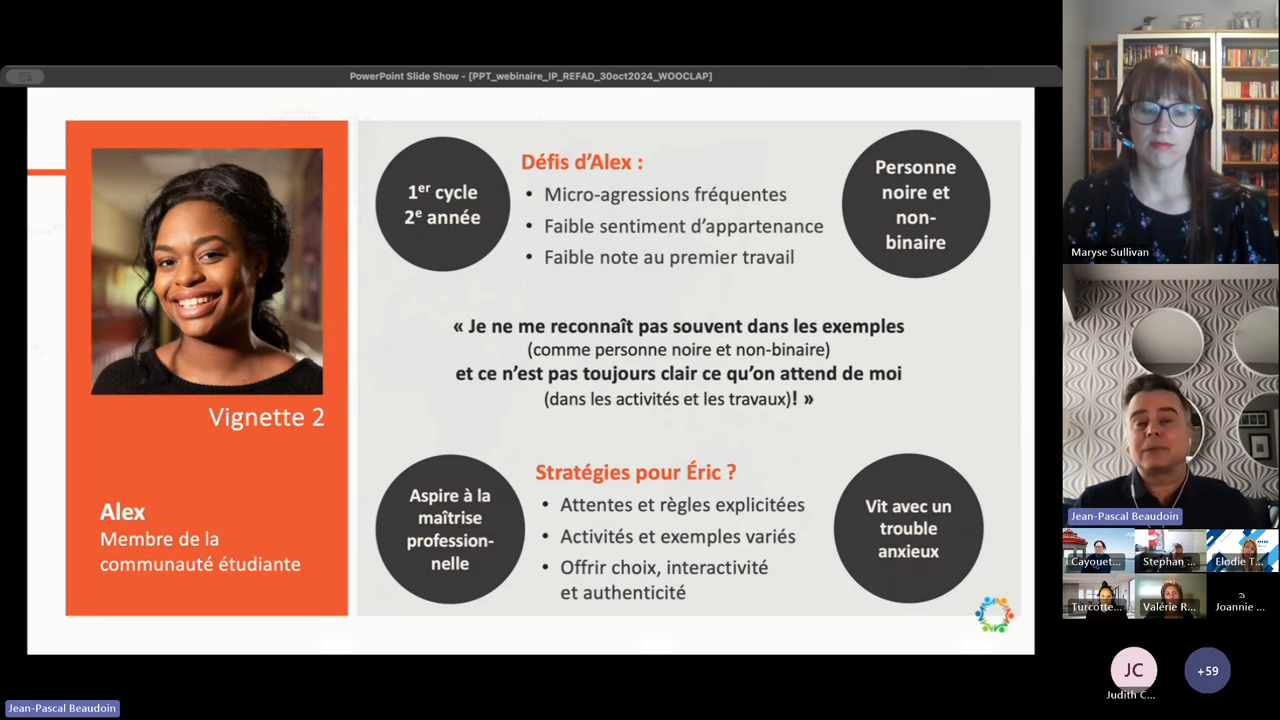 PowerPoint Slide Show - [PPT_webinaire_IP_REFAD_30oct2024_WOOCLAP]
Vignette 2
Alex
Membre de la
communauté étudiante
1er cycle
2e année
Défis d'Alex :
• Micro-agressions fréquentes
• Faible sentiment d'appartenance
• Faible note au premier travail
Personne
noire et
non-
binaire
« Je ne me reconnaît pas souvent dans les exemples
(comme personne noire et non-binaire)
et ce n'est pas toujours clair ce qu'on attend de moi
(dans les activités et les travaux)! »
Aspire à la
maîtrise
profession-
nelle
Stratégies pour Éric ?
• Attentes et règles explicitées
• Activités et exemples variés
• Offrir choix, interactivité
et authenticité
Vit avec un
trouble
anxieux
Maryse Sullivan
Jean-Pascal Beaudoin
Cayouet...
Stephan ...
Elodie T...
Turcotte...
Valérie R...
Joannie ...
JC
Judith C...
+59
Jean-Pascal Beaudoin